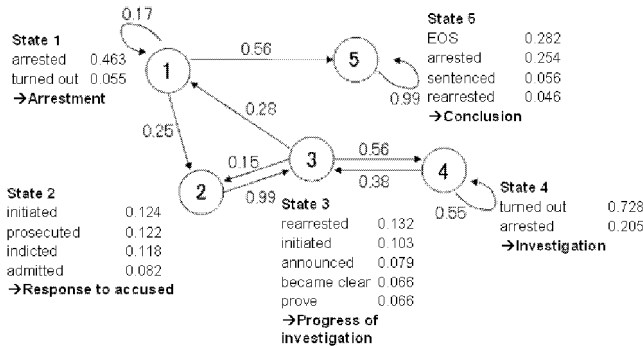 0.17
State 1
arrested 0.463
turned out 0.055
→Arrestment
1
0.56
5
State 5
EOS 0.282
arrested 0.254
sentenced 0.056
rearrested 0.046
→Conclusion
0.99
0.28
0.25
0.15
0.99
2
3
0.56
0.38
4
0.55
State 2
initiated 0.124
prosecuted 0.122
indicted 0.118
admitted 0.082
→Response to accused
State 3
rearrested 0.132
initiated 0.103
announced 0.079
became clear 0.066
prove 0.066
→Progress of
investigation
State 4
turned out 0.728
arrested 0.205
→Investigation